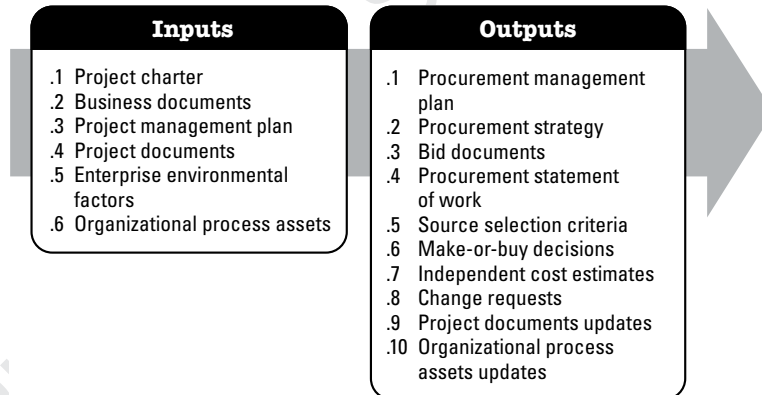 Inputs
.1 Project charter
.2 Business documents
.3 Project management plan
.4 Project documents
.5 Enterprise environmental
factors
.6 Organizational process assets
Outputs
.1 Procurement management
plan
.2 Procurement strategy
.3 Bid documents
.4 Procurement statement
of work
.5 Source selection criteria
.6 Make-or-buy decisions
.7 Independent cost estimates
.8 Change requests
.9 Project documents updates
.10 Organizational process
assets updates